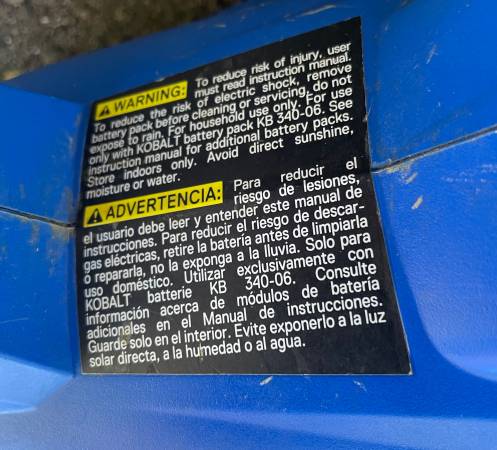 WARNING: To reduce risk of injury, user
must read instruction manual.
To reduce the risk of electric shock, remove
battery pack before cleaning or servicing, do not
expose to rain. For household use only. For use
only with KOBALT battery pack KB 340-06. See
instruction manual for additional battery packs.
Store indoors only. Avoid direct sunshine,
moisture or water.
ADVERTENCIA: Para reducir el
riesgo de lesiones,
el usuario debe leer y entender este manual de
instrucciones. Para reducir el riesgo de descar-
gas eléctricas, retire la batería antes de limpiarla
o repararla, no la exponga a la lluvia. Solo para
uso doméstico. Utilizar exclusivamente con
KOBALT batterie KB 340-06. Consulte
información acerca de módulos de batería
adicionales en el Manual de instrucciones.
Guarde solo en el interior. Evite exponerlo a la luz
solar directa, a la humedad o al agua.